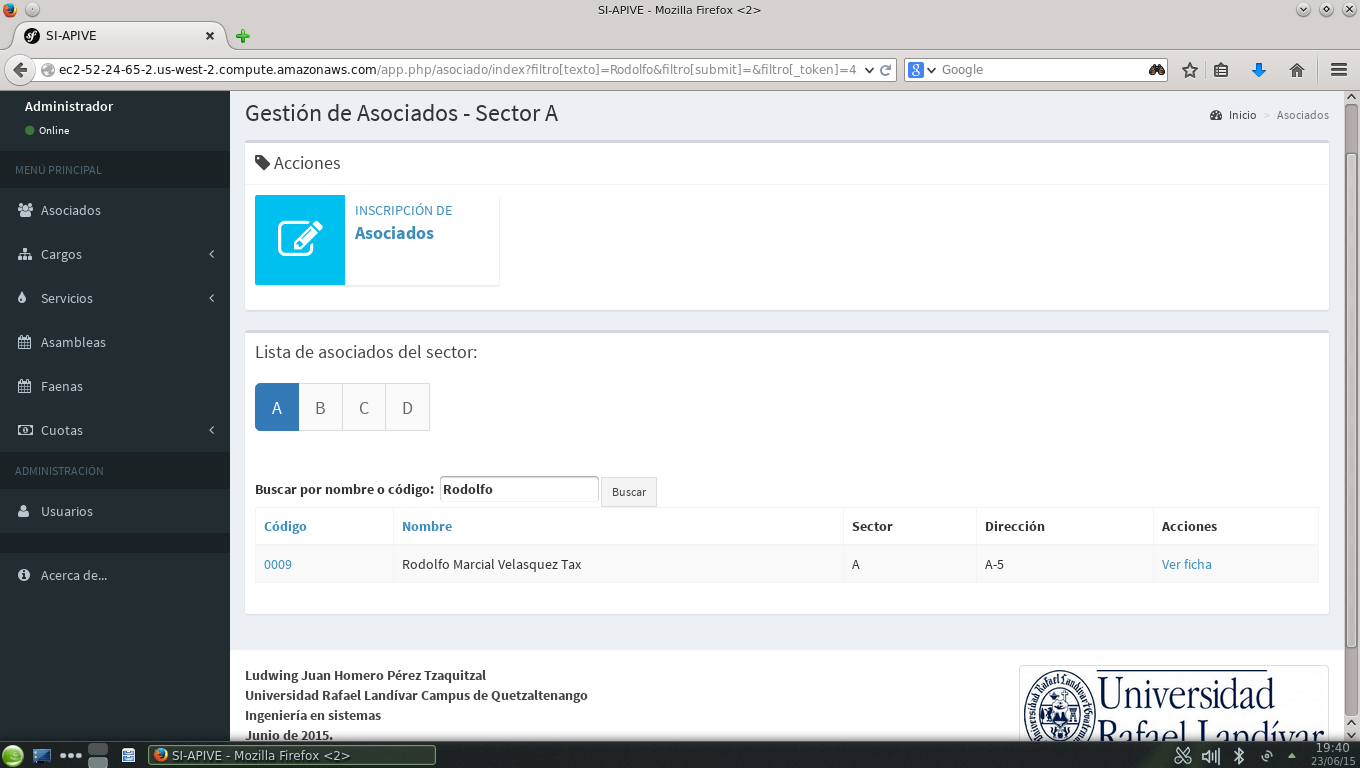 SI-APIVE - Mozilla Firefox <2>
SI-APIVE
ec2-52-24-65-2.us-west-2.compute.amazonaws.com/app.php/asociado/index?filtro[texto]=Rodolfo&filtro[submit]=&filtro[_token]=4
Google
Administrador
Online
MENÚ PRINCIPAL
Asociados
Cargos
Servicios
Asambleas
Faenas
Cuotas
ADMINISTRACIÓN
Usuarios
Acerca de...
Gestión de Asociados - Sector A
Inicio > Asociados
Acciones
INSCRIPCIÓN DE
Asociados
Lista de asociados del sector:
A B C D
Buscar por nombre o código: Rodolfo Buscar
Código Nombre Sector Dirección Acciones
0009 Rodolfo Marcial Velasquez Tax A A-5 Ver ficha
Ludwing Juan Homero Pérez Tzaquitzal
Universidad Rafael Landívar Campus de Quetzaltenango
Ingeniería en sistemas
Junio de 2015.
Universidad
Rafael Landívar
SI-APIVE - Mozilla Firefox <2>
19:40
23/06/15